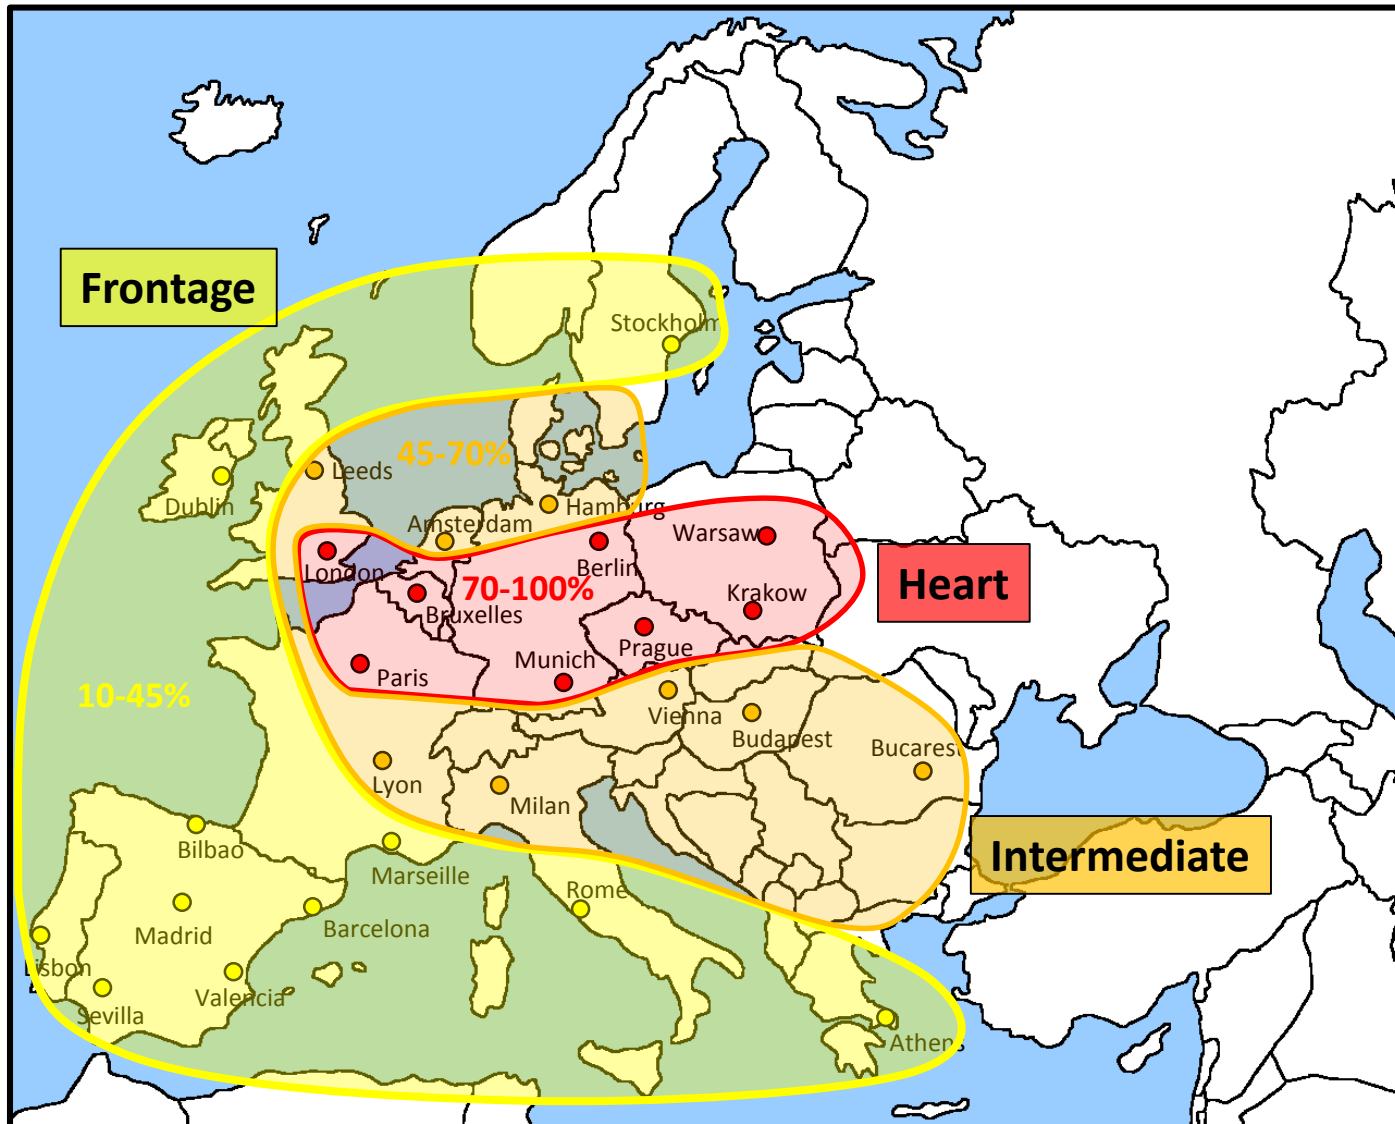 Frontage
Stockholm
45-70%
Leeds
Dublin
Hamburg
Amsterdam
Warsaw
Berlin
London
Heart
70-100%
Krakow
Bruxelles
Prague
Munich
Paris
10-45%
Vienna
Budapest
Bucarest
Lyon
Milan
Bilbao
Marseille
Intermediate
Rome
Madrid
Barcelona
Lisbon
Valencia
Sevilla
Athens